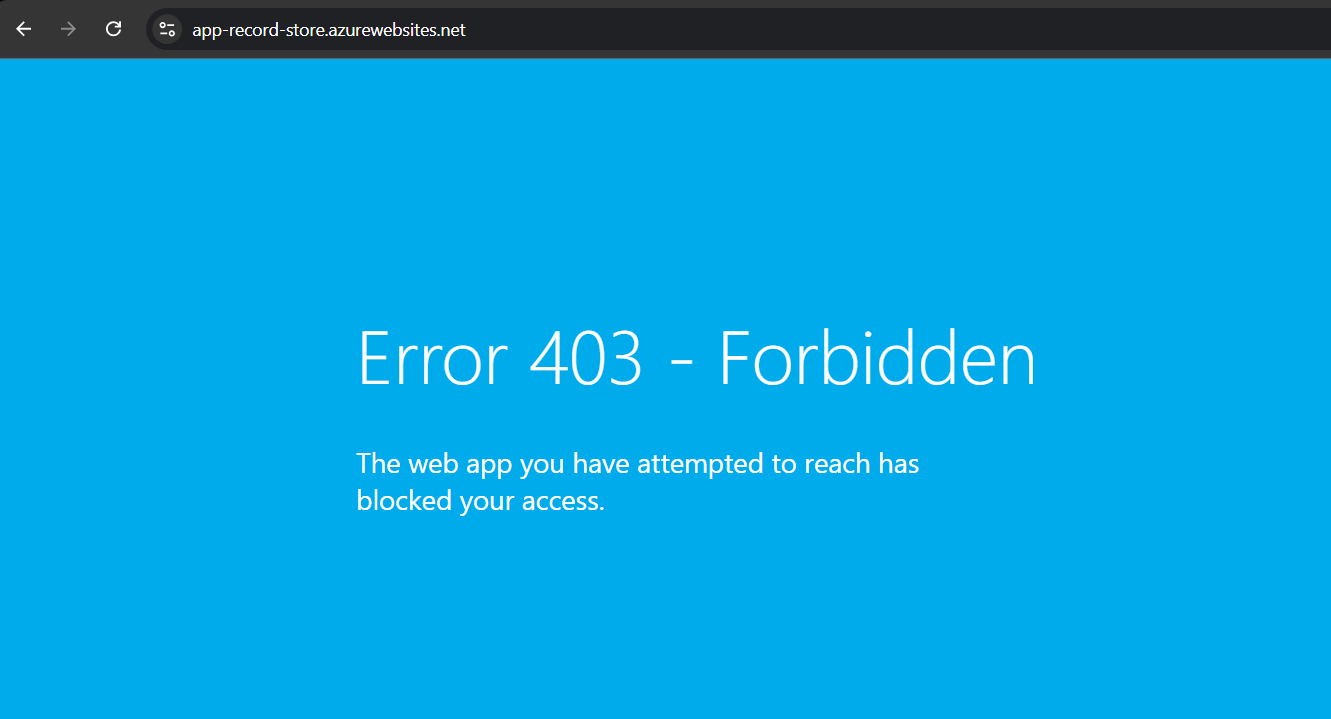 app-record-store.azurewebsites.net
Error 403 - Forbidden
The web app you have attempted to reach has
blocked your access.